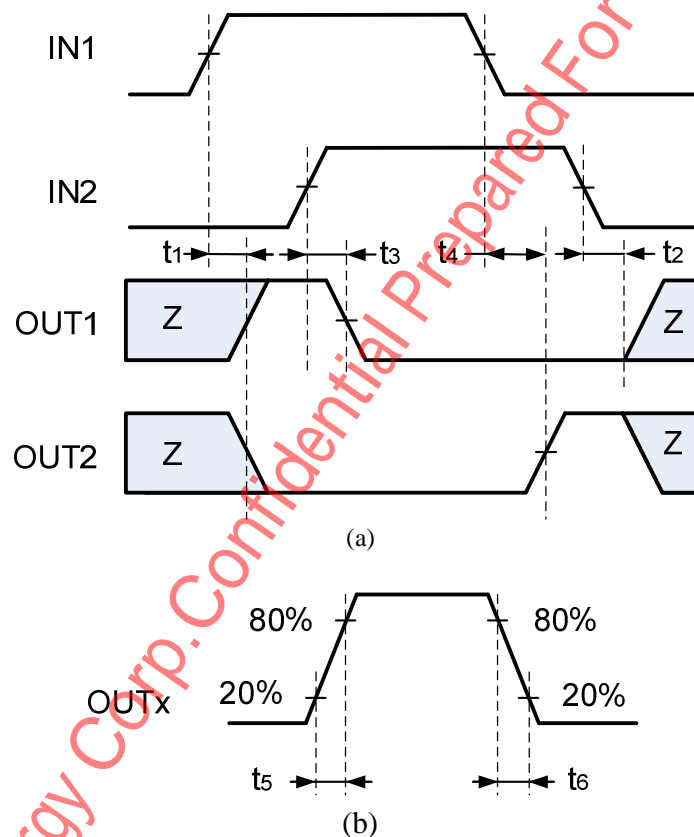 IN1
IN2
t1
t3
t4
t2
OUT1
Z
Z
OUT2
Z
Z
(a)
80%
80%
OUTx
20%
20%
t5
t6
(b)
rgy Corp.Confidential Prepared For